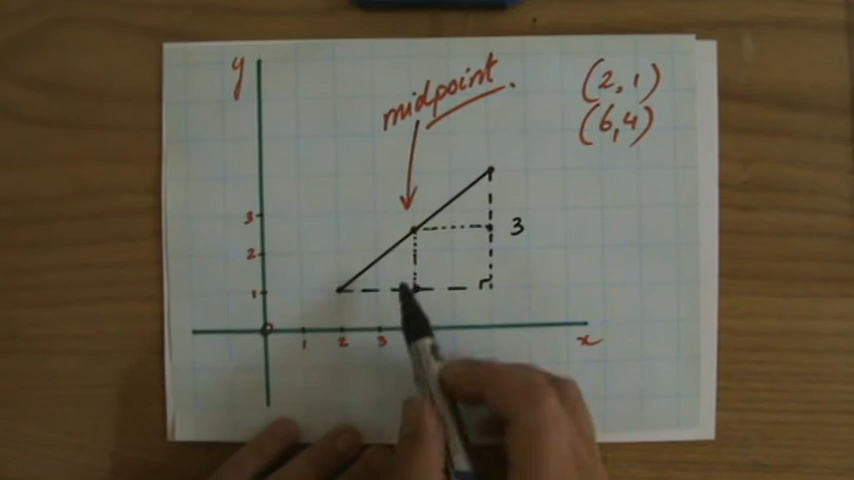 y
midpoint.
(2, 1)
(6, 4)
3
3
2
1
0
1 2 3
x